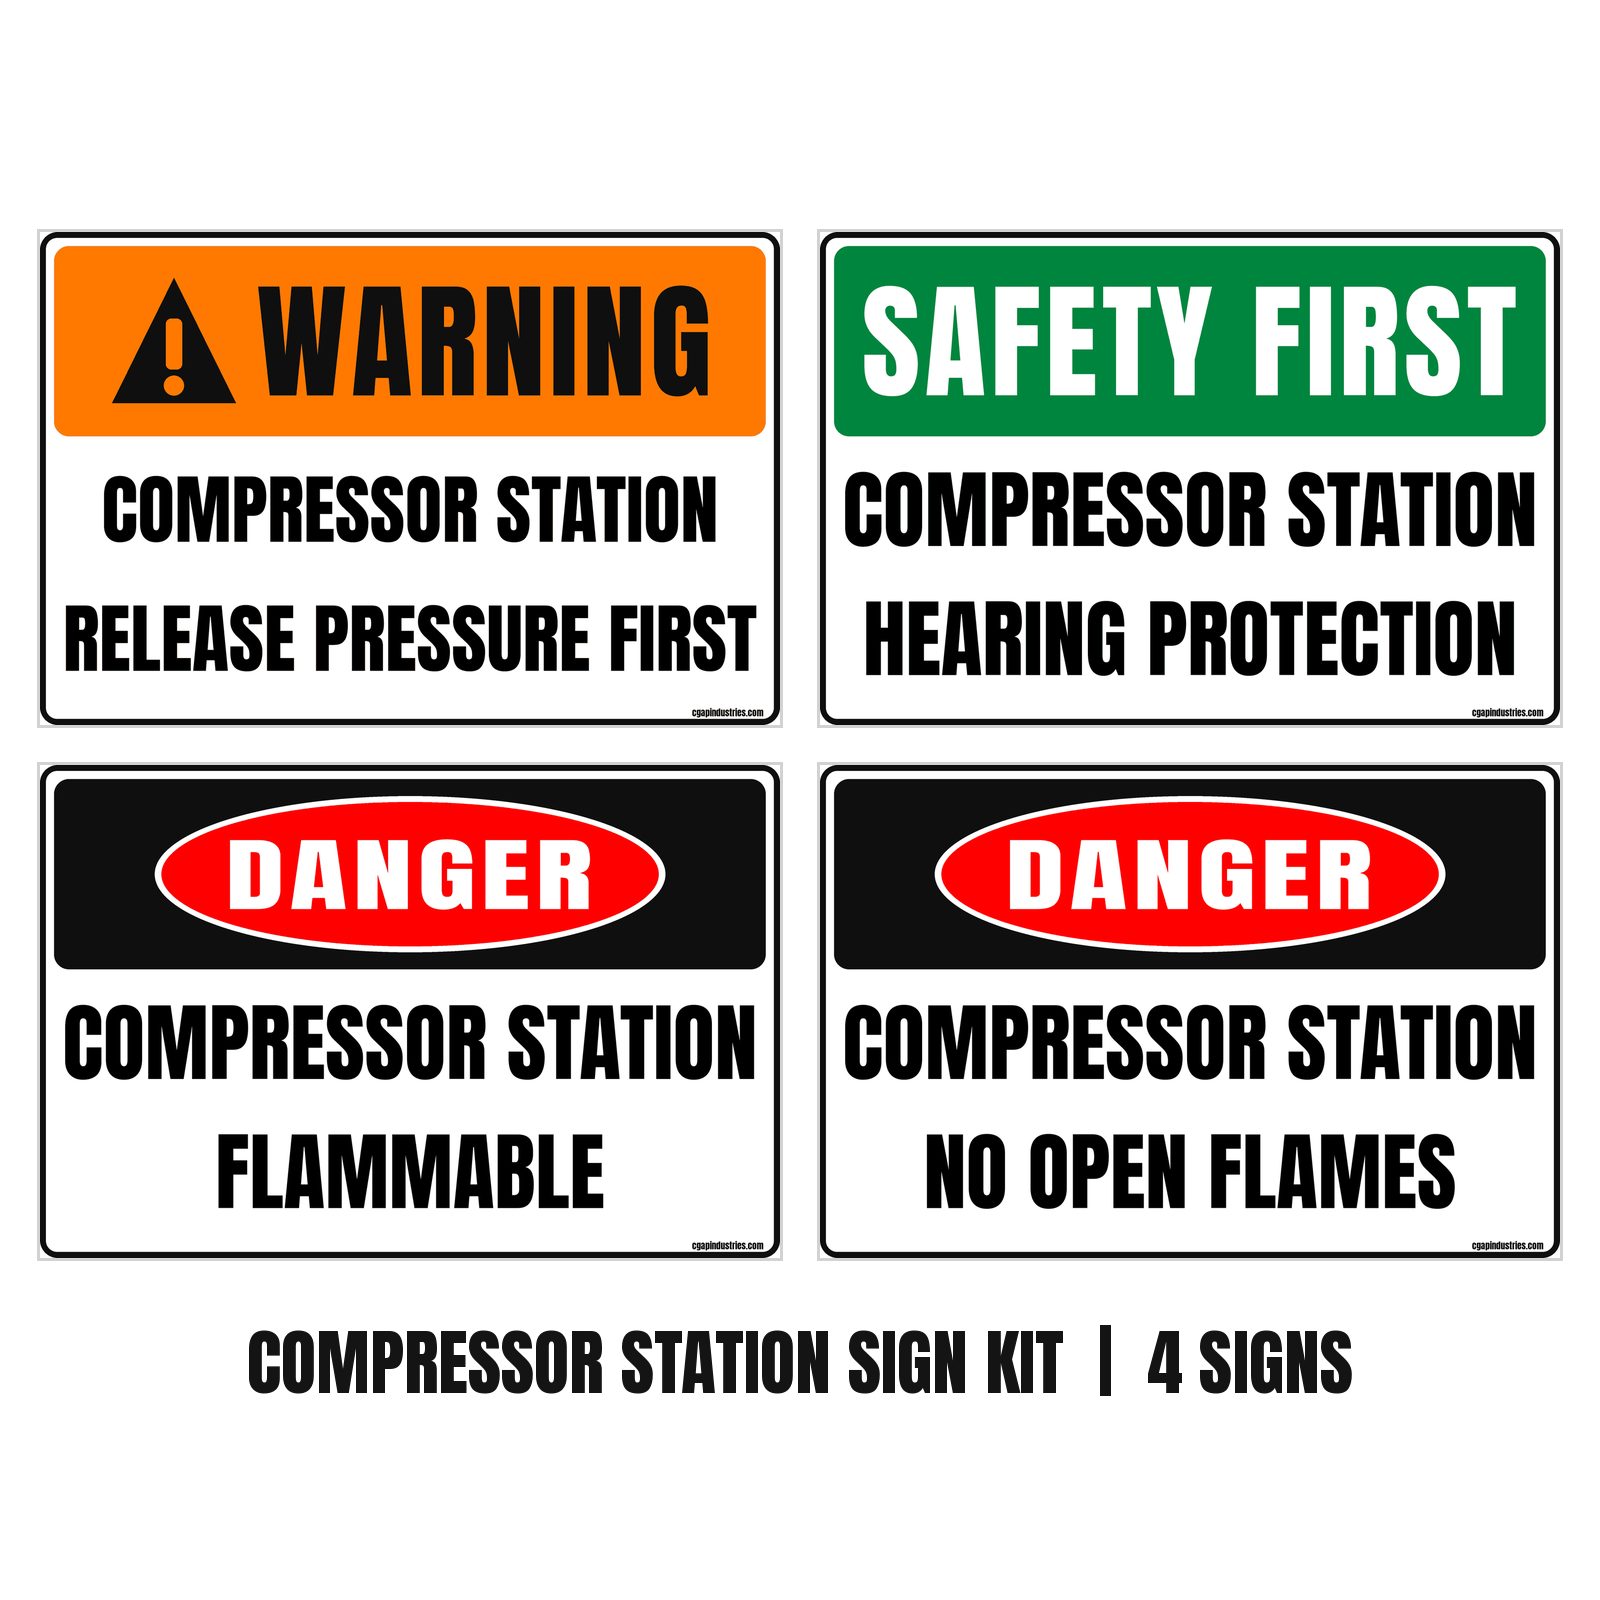 WARNING
COMPRESSOR STATION
RELEASE PRESSURE FIRST
cgapindustries.com
SAFETY FIRST
COMPRESSOR STATION
HEARING PROTECTION
cgapindustries.com
DANGER
COMPRESSOR STATION
FLAMMABLE
cgapindustries.com
DANGER
COMPRESSOR STATION
NO OPEN FLAMES
cgapindustries.com
COMPRESSOR STATION SIGN KIT | 4 SIGNS